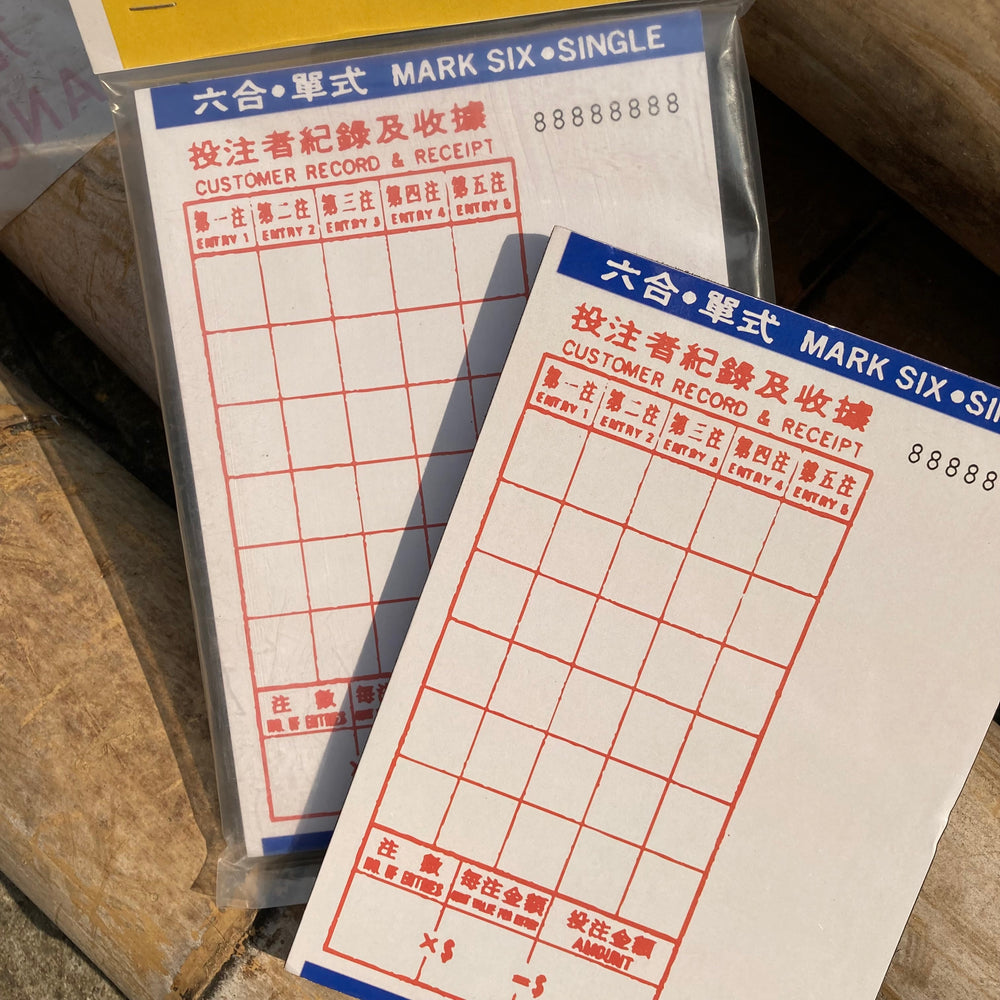 六合•單式 MARK SIX•SINGLE
投注者紀錄及收據
CUSTOMER RECORD & RECEIPT
88888888
第一注 第二注 第三注 第四注 第五注
ENTRY 1 ENTRY 2 ENTRY 3 ENTRY 4 ENTRY 5
注數 每注
NO. OF ENTRIES
六合•單式 MARK SIX•SIN
投注者紀錄及收據
CUSTOMER RECORD & RECEIPT
88888
第一注 第二注 第三注 第四注 第五注
ENTRY 1 ENTRY 2 ENTRY 3 ENTRY 4 ENTRY 5
注數 每注金額 投注金額
NO. OF ENTRIES AMOUNT
×$ =$